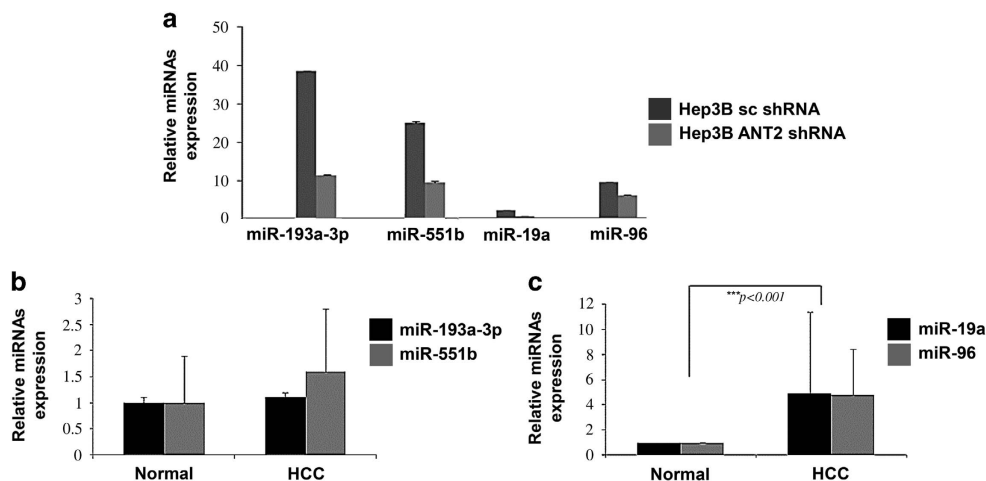 a
Relative miRNAs
expression
50
40
30
20
10
0
miR-193a-3p
miR-551b
miR-19a
miR-96
Hep3B sc shRNA
Hep3B ANT2 shRNA
b
Relative miRNAs
expression
3
2.5
2
1.5
1
0.5
0
Normal
HCC
miR-193a-3p
miR-551b
c
Relative miRNAs
expression
12
10
8
6
4
2
0
***p<0.001
Normal
HCC
miR-19a
miR-96